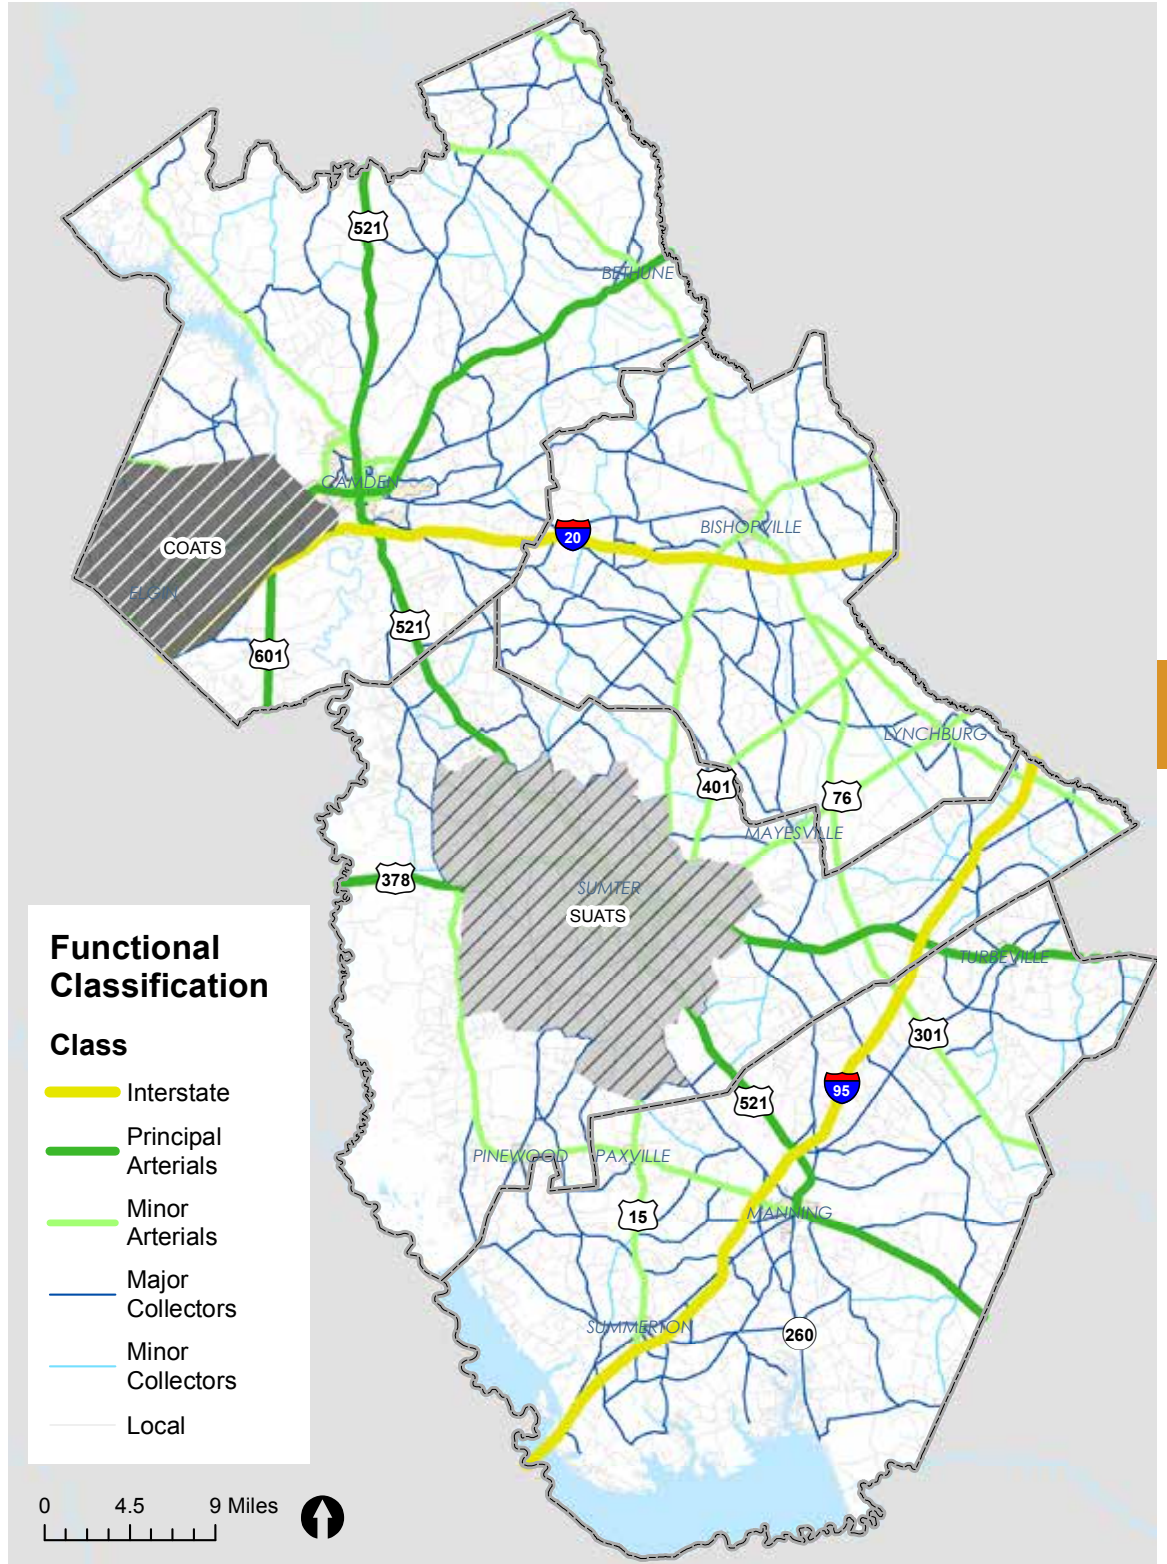 521
BETHUNE
CAMDEN
BISHOPVILLE
20
COATS
ELGIN
521
601
LYNCHBURG
401
76
MAYESVILLE
378
SUMTER
SUATS
TURBEVILLE
301
95
521
PINEWOOD
PAXVILLE
15
MANNING
SUMMERTON
260
Functional
Classification
Class
Interstate
Principal
Arterials
Minor
Arterials
Major
Collectors
Minor
Collectors
Local
0 4.5 9 Miles